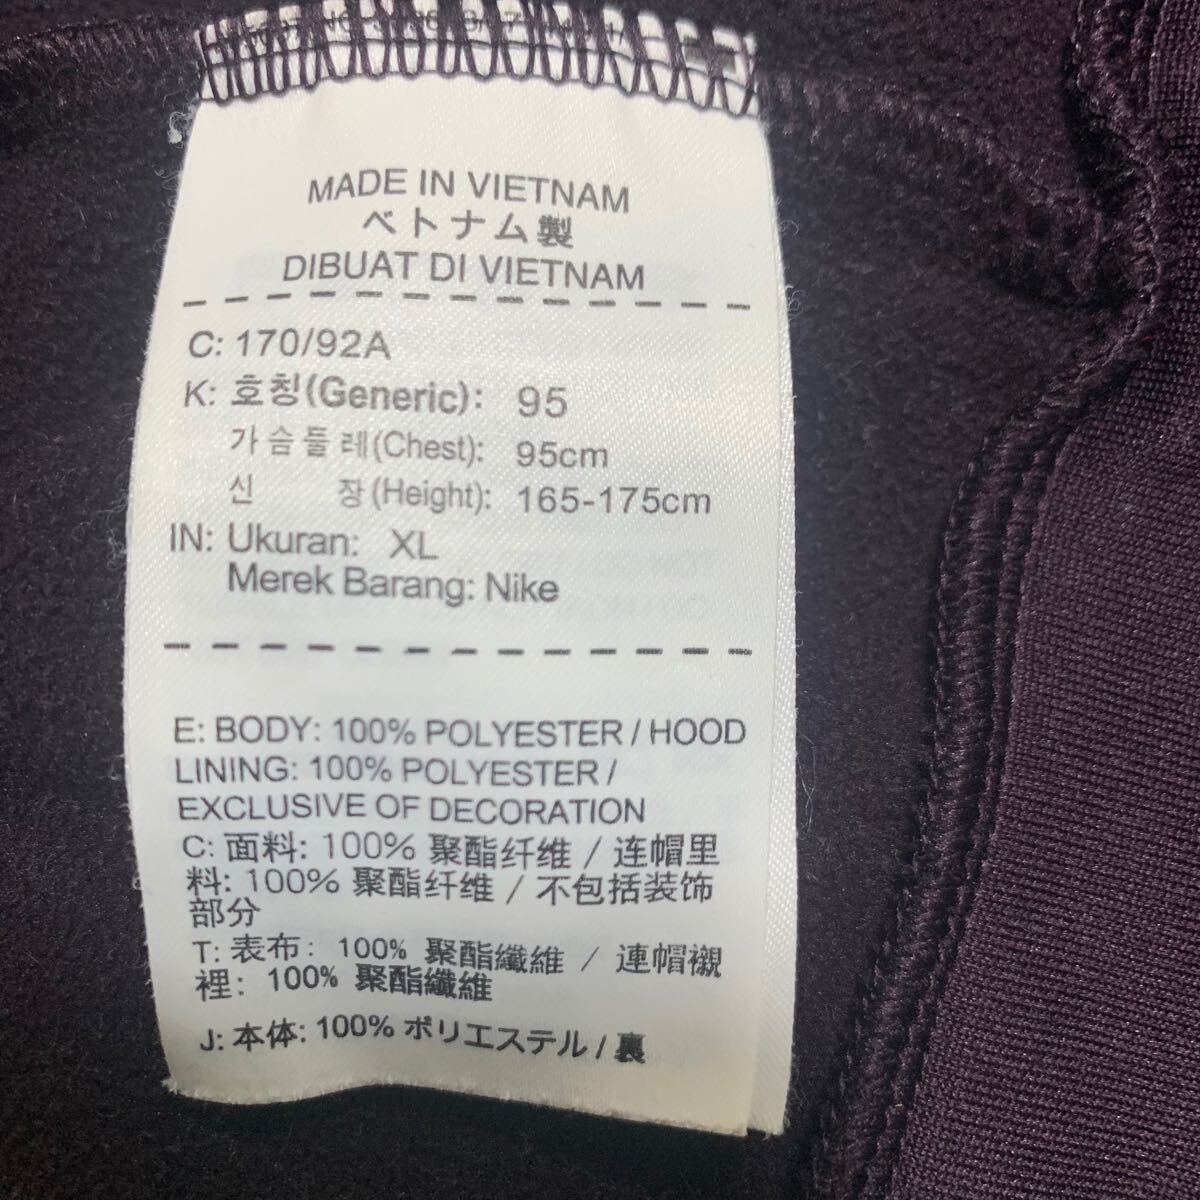 MADE IN VIETNAM
ベトナム製
DIBUAT DI VIETNAM
C: 170/92A
K: 호칭(Generic): 95
가슴둘레(Chest): 95cm
신 장(Height): 165-175cm
IN: Ukuran: XL
Merek Barang: Nike
E: BODY: 100% POLYESTER / HOOD
LINING: 100% POLYESTER /
EXCLUSIVE OF DECORATION
C: 面料: 100% 聚酯纤维 / 连帽里
料: 100% 聚酯纤维 / 不包括装饰
部分
T: 表布: 100% 聚酯纖維 / 連帽襯
裡: 100% 聚酯纖維
J: 本体: 100% ポリエステル / 裏